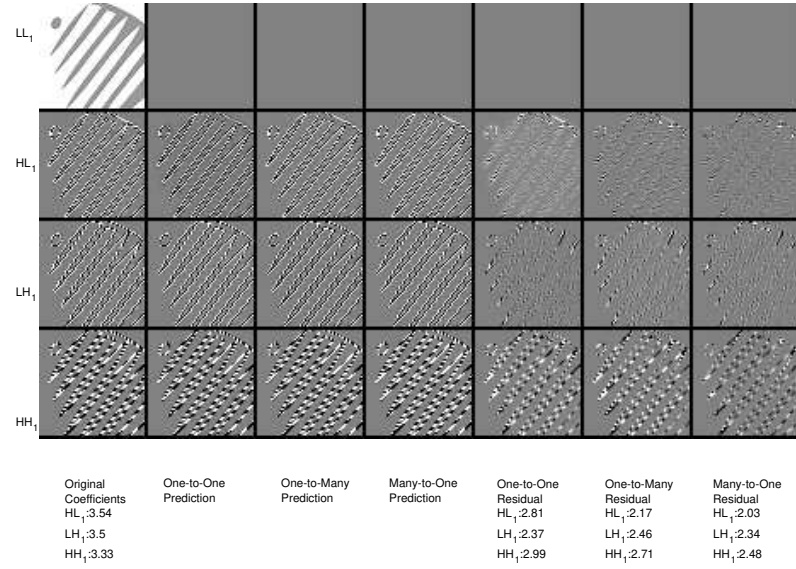 LL1
HL1
LH1
HH1
Original Coefficients
HL1:3.54
LH1:3.5
HH1:3.33
One-to-One Prediction
One-to-Many Prediction
Many-to-One Prediction
One-to-One Residual
HL1:2.81
LH1:2.37
HH1:2.99
One-to-Many Residual
HL1:2.17
LH1:2.46
HH1:2.71
Many-to-One Residual
HL1:2.03
LH1:2.34
HH1:2.48